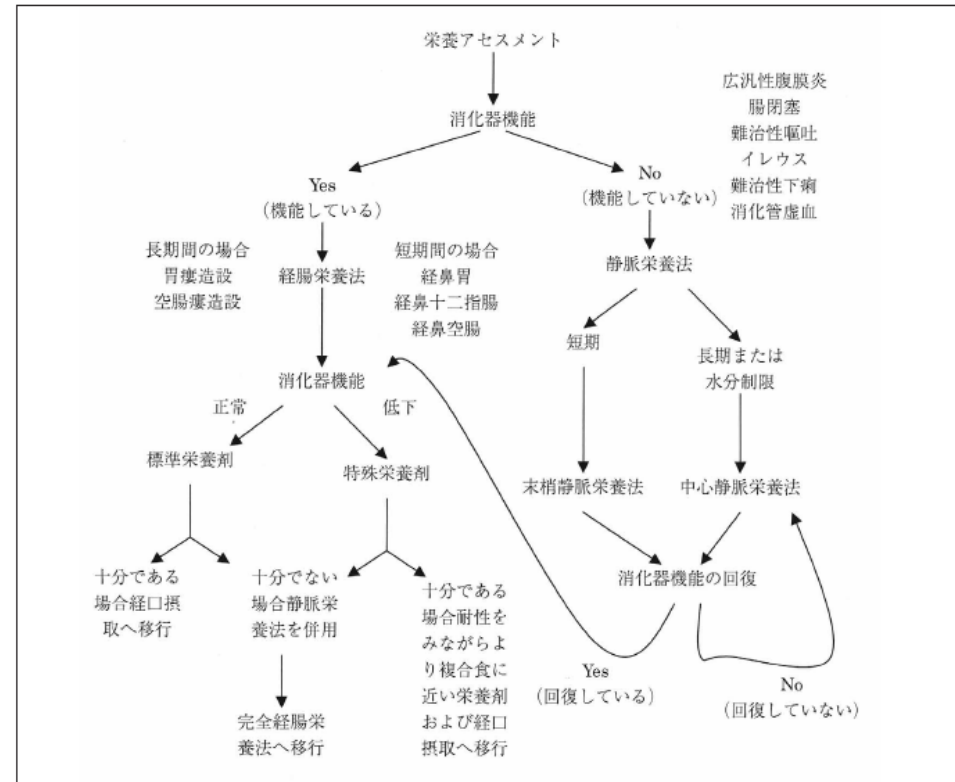 栄養アセスメント
消化器機能
広汎性腹膜炎
腸閉塞
難治性嘔吐
イレウス
難治性下痢
消化管虚血
Yes
(機能している)
No
(機能していない)
長期間の場合
胃瘻造設
空腸瘻造設
経腸栄養法
短期間の場合
経鼻胃
経鼻十二指腸
経鼻空腸
静脈栄養法
短期
長期または
水分制限
消化器機能
正常
低下
標準栄養剤
特殊栄養剤
末梢静脈栄養法
中心静脈栄養法
十分である
場合経口摂
取へ移行
十分でない
場合静脈栄
養法を併用
十分である
場合耐性を
みながらよ
り複合食に
近い栄養剤
および経口
摂取へ移行
消化器機能の回復
Yes
(回復している)
No
(回復していない)
完全経腸栄
養法へ移行